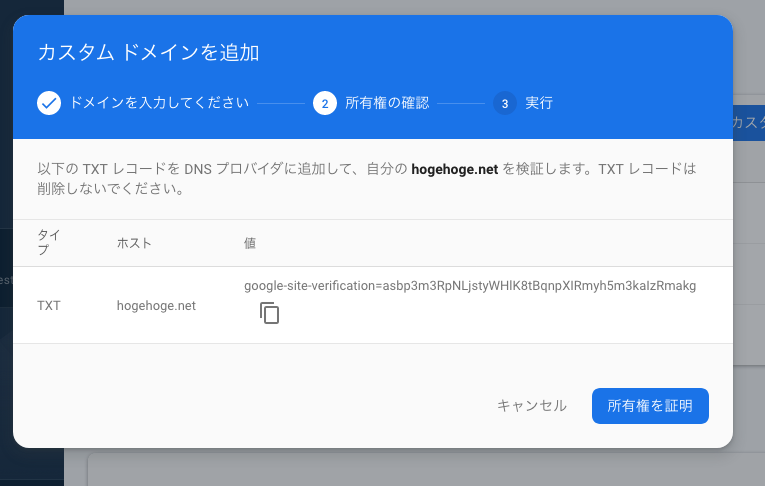 カスタム ドメインを追加
ドメインを入力してください
2 所有権の確認
3 実行
カスタ
以下の TXT レコードを DNS プロバイダに追加して、自分の hogehoge.net を検証します。TXT レコードは
削除しないでください。
タイ
プ
ホスト
値
est
TXT
hogehoge.net
google-site-verification=asbp3m3RpNLjstyWHlK8tBqnpXIRmyh5m3kaIzRmakg
キャンセル
所有権を証明